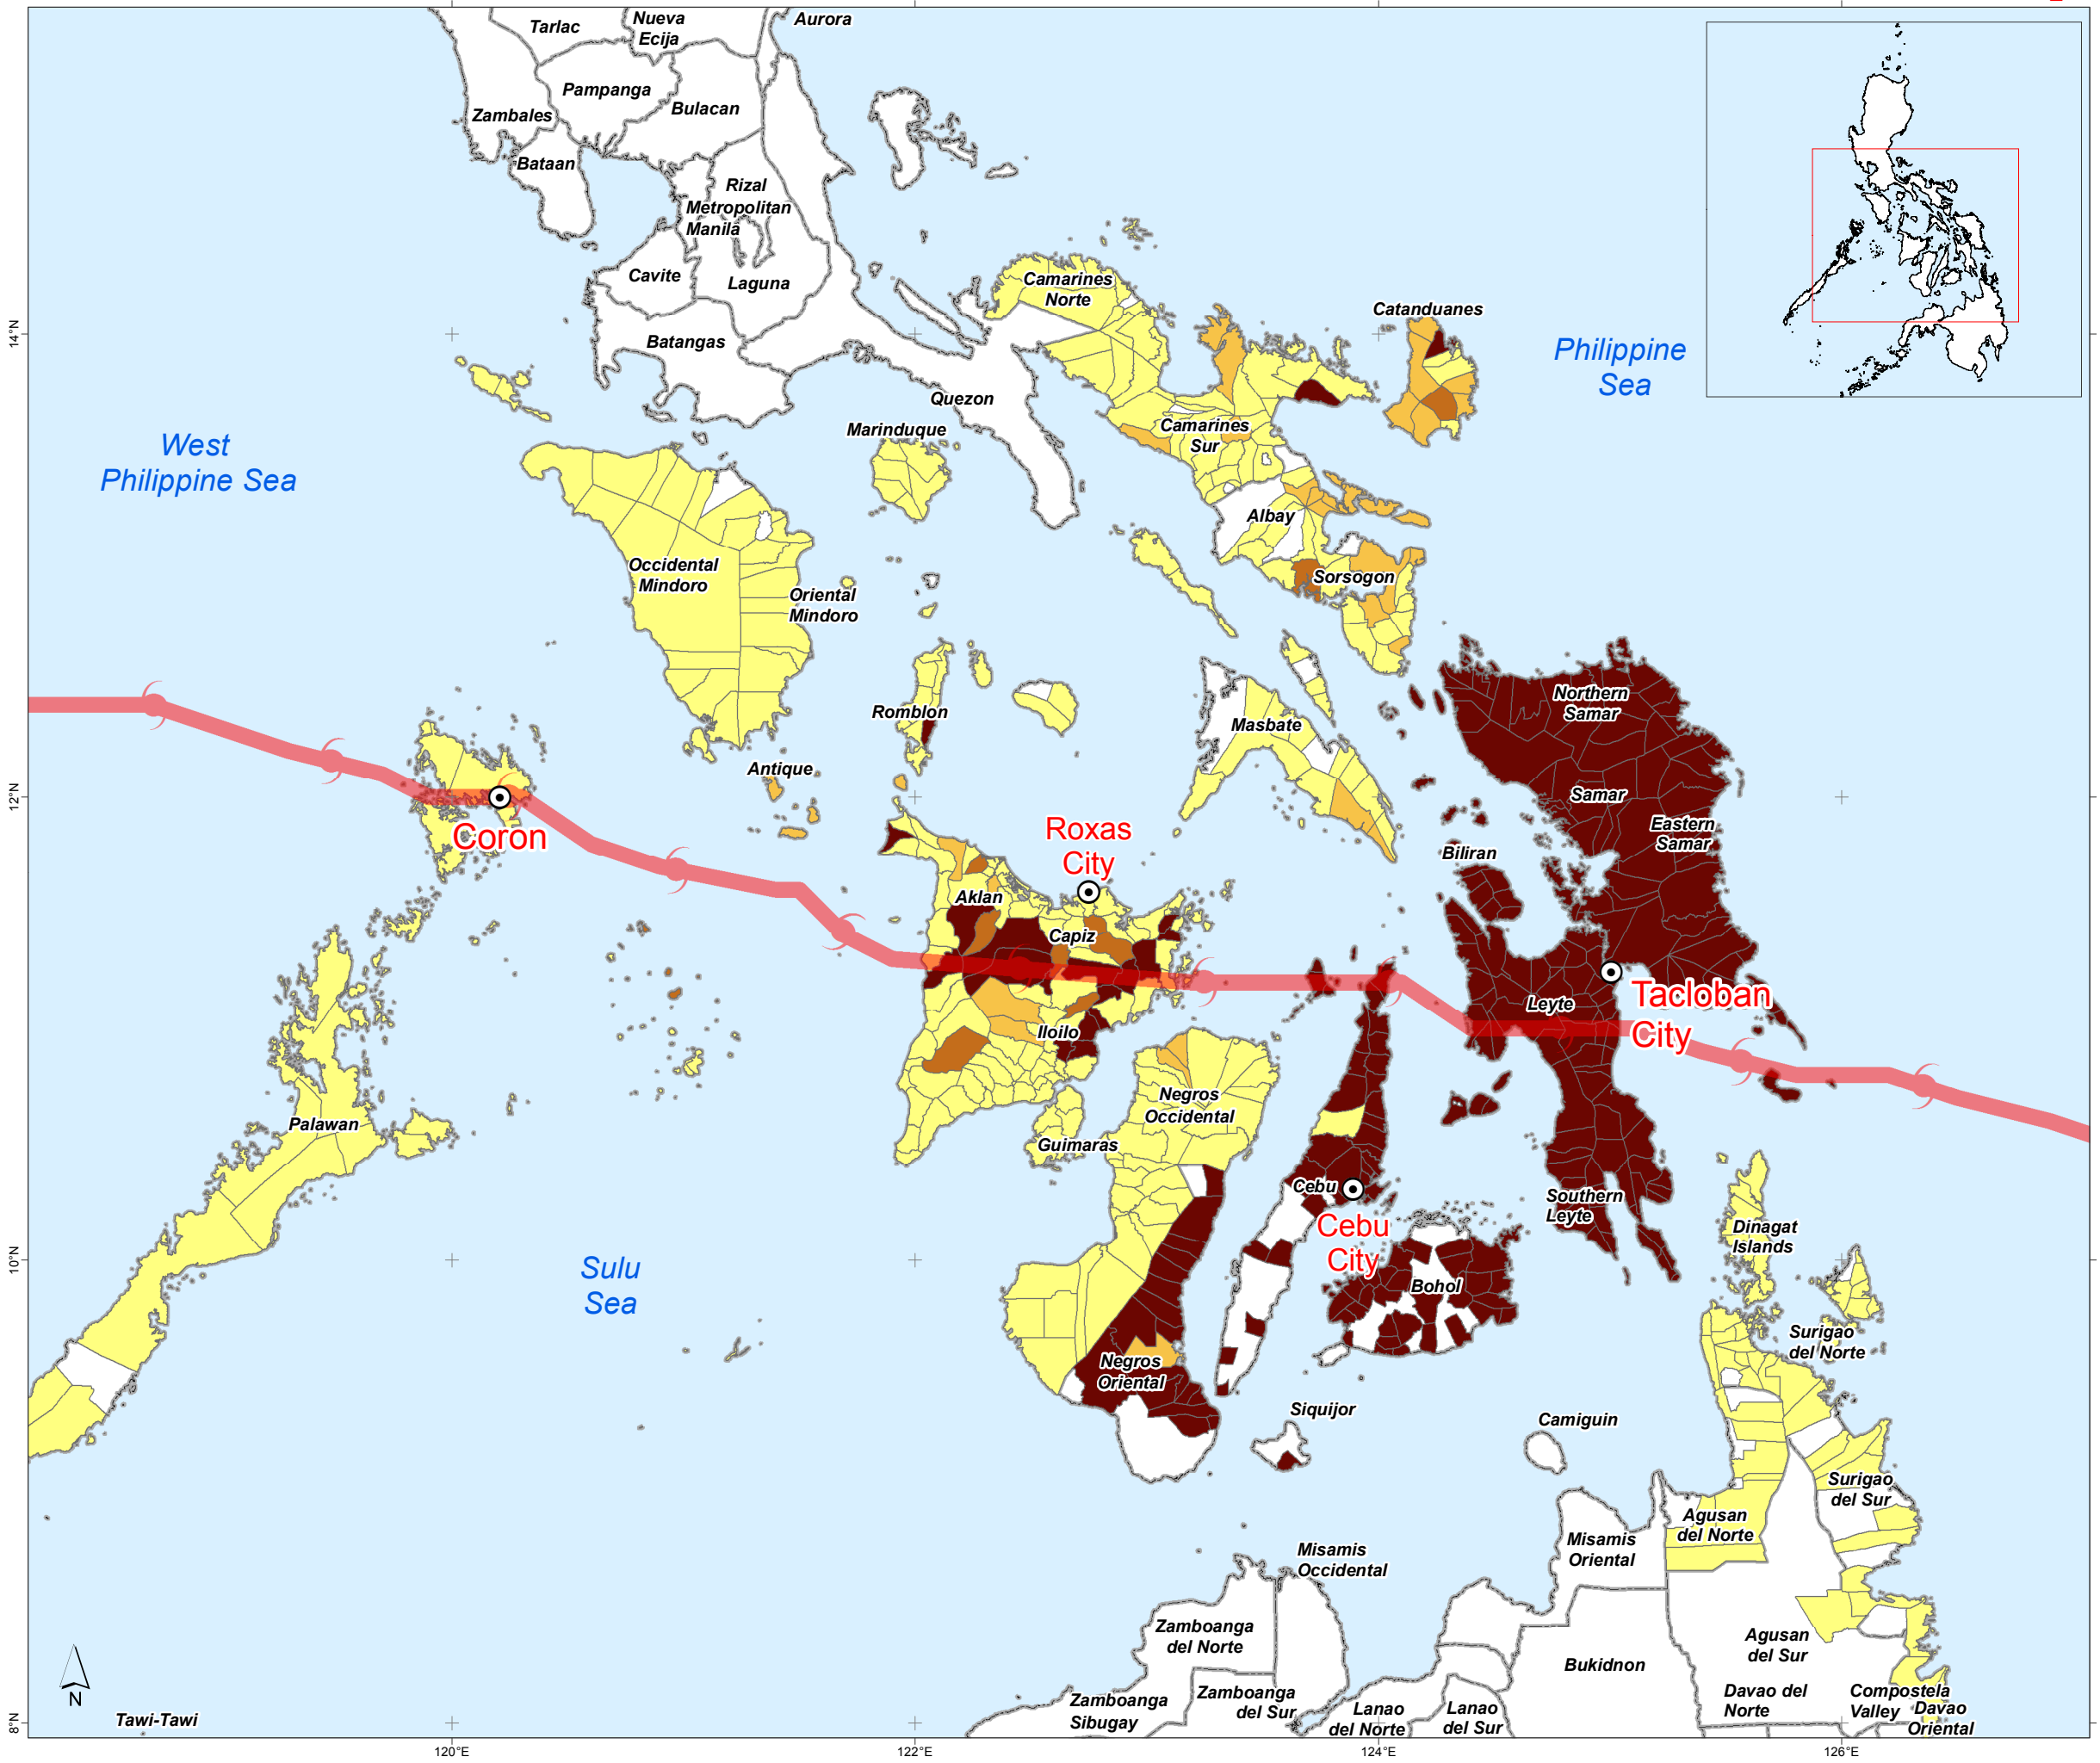 Tarlac
Nueva
Ecija
Aurora
Pampanga
Bulacan
Zambales
Bataan
Rizal
Metropolitan
Manila
Cavite
Laguna
Batangas
Quezon
Camarines
Norte
Catanduanes
Philippine
Sea
West
Philippine Sea
Marinduque
Camarines
Sur
Albay
Sorsogon
Occidental
Mindoro
Oriental
Mindoro
Romblon
Masbate
Northern
Samar
Samar
Eastern
Samar
Antique
Coron
Roxas
City
Biliran
Aklan
Capiz
Tacloban
City
Leyte
Iloilo
Negros
Occidental
Palawan
Guimaras
Cebu
Cebu
City
Southern
Leyte
Dinagat
Islands
Sulu
Sea
Bohol
Surigao
del Norte
Negros
Oriental
Siquijor
Camiguin
Surigao
del Sur
Agusan
del Norte
Misamis
Oriental
Misamis
Occidental
Zamboanga
del Norte
Agusan
del Sur
Bukidnon
Zamboanga
Sibugay
Zamboanga
del Sur
Lanao
del Norte
Lanao
del Sur
Davao del
Norte
Compostela
Valley
Davao
Oriental
Tawi-Tawi
N
14°N
12°N
10°N
8°N
120°E
122°E
124°E
126°E